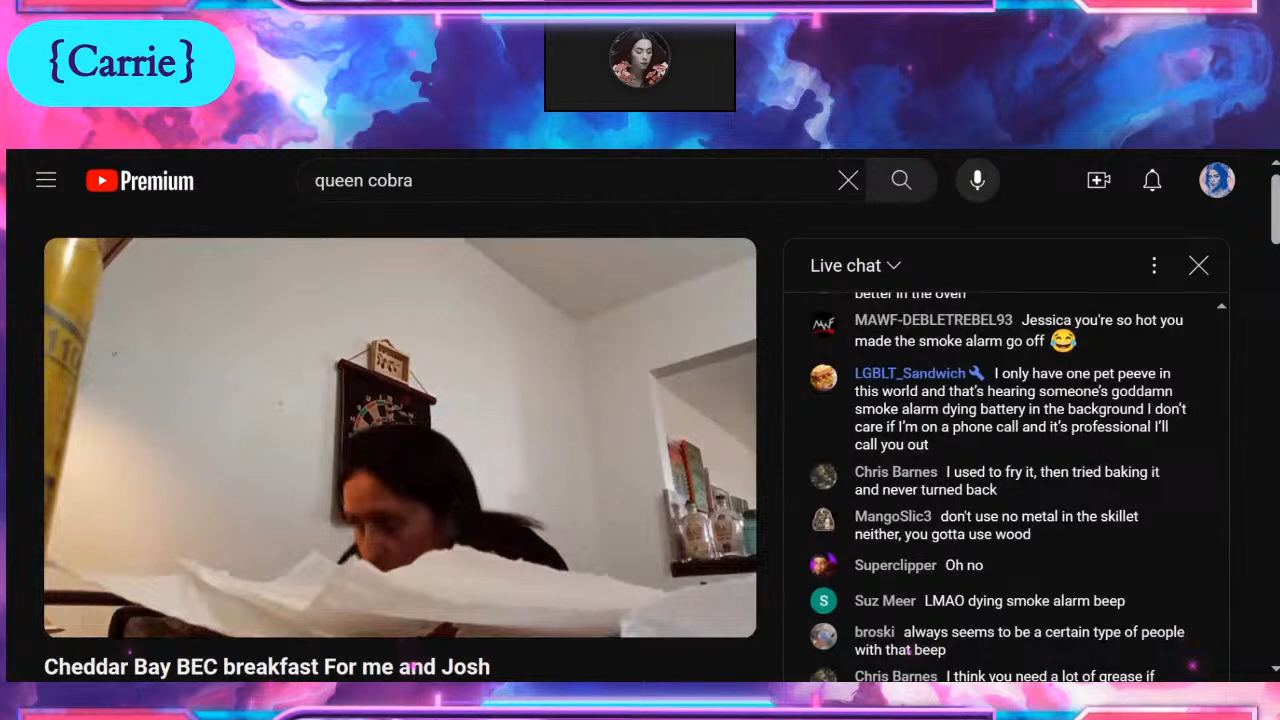 {Carrie}
Premium
queen cobra
Live chat
better in the oven
MAWF-DEBLETREBEL93 Jessica you're so hot you
made the smoke alarm go off 😂
LGBLT_Sandwich I only have one pet peeve in
this world and that's hearing someone's goddamn
smoke alarm dying battery in the background I don't
care if I'm on a phone call and it's professional I'll
call you out
Chris Barnes I used to fry it, then tried baking it
and never turned back
MangoSlic3 don't use no metal in the skillet
neither, you gotta use wood
Superclipper Oh no
S Suz Meer LMAO dying smoke alarm beep
broski always seems to be a certain type of people
with that beep
Chris Barnes I think you need a lot of grease if
Cheddar Bay BEC breakfast For me and Josh